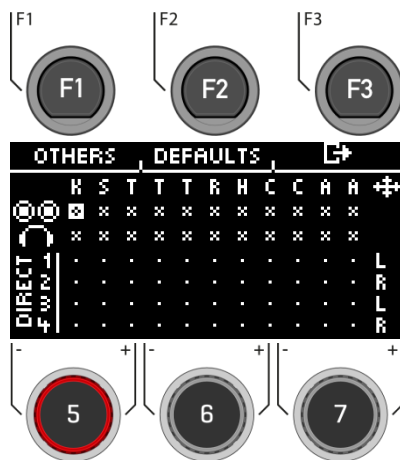 F1 F2 F3
F1 F2 F3
OTHERS DEFAULTS
K S T T T R H C C A A
x x x x x x x x x x x
x x x x x x x x x x x
DIRECT
1 . . . . . . . . . . . L
2 . . . . . . . . . . . R
3 . . . . . . . . . . . L
4 . . . . . . . . . . . R
- + - + -
5 6 7